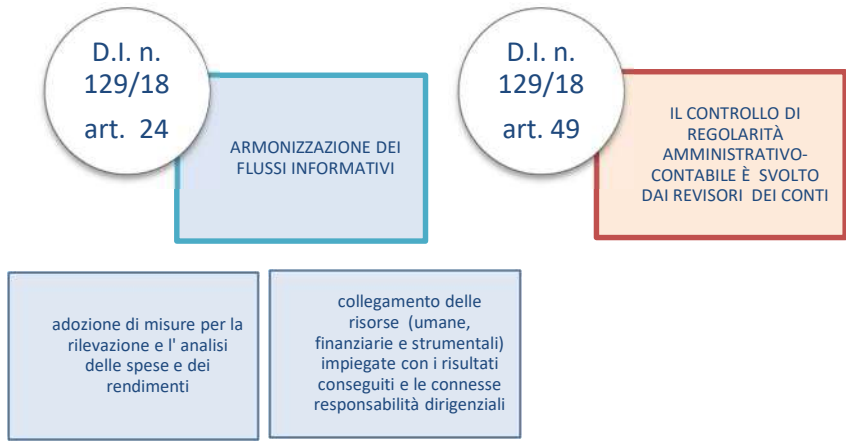 D.I. n.
129/18
art. 24
ARMONIZZAZIONE DEI
FLUSSI INFORMATIVI
D.I. n.
129/18
art. 49
IL CONTROLLO DI
REGOLARITÀ
AMMINISTRATIVO-
CONTABILE È SVOLTO
DAI REVISORI DEI CONTI
adozione di misure per la
rilevazione e l' analisi
delle spese e dei
rendimenti
collegamento delle
risorse (umane,
finanziarie e strumentali)
impiegate con i risultati
conseguiti e le connesse
responsabilità dirigenziali